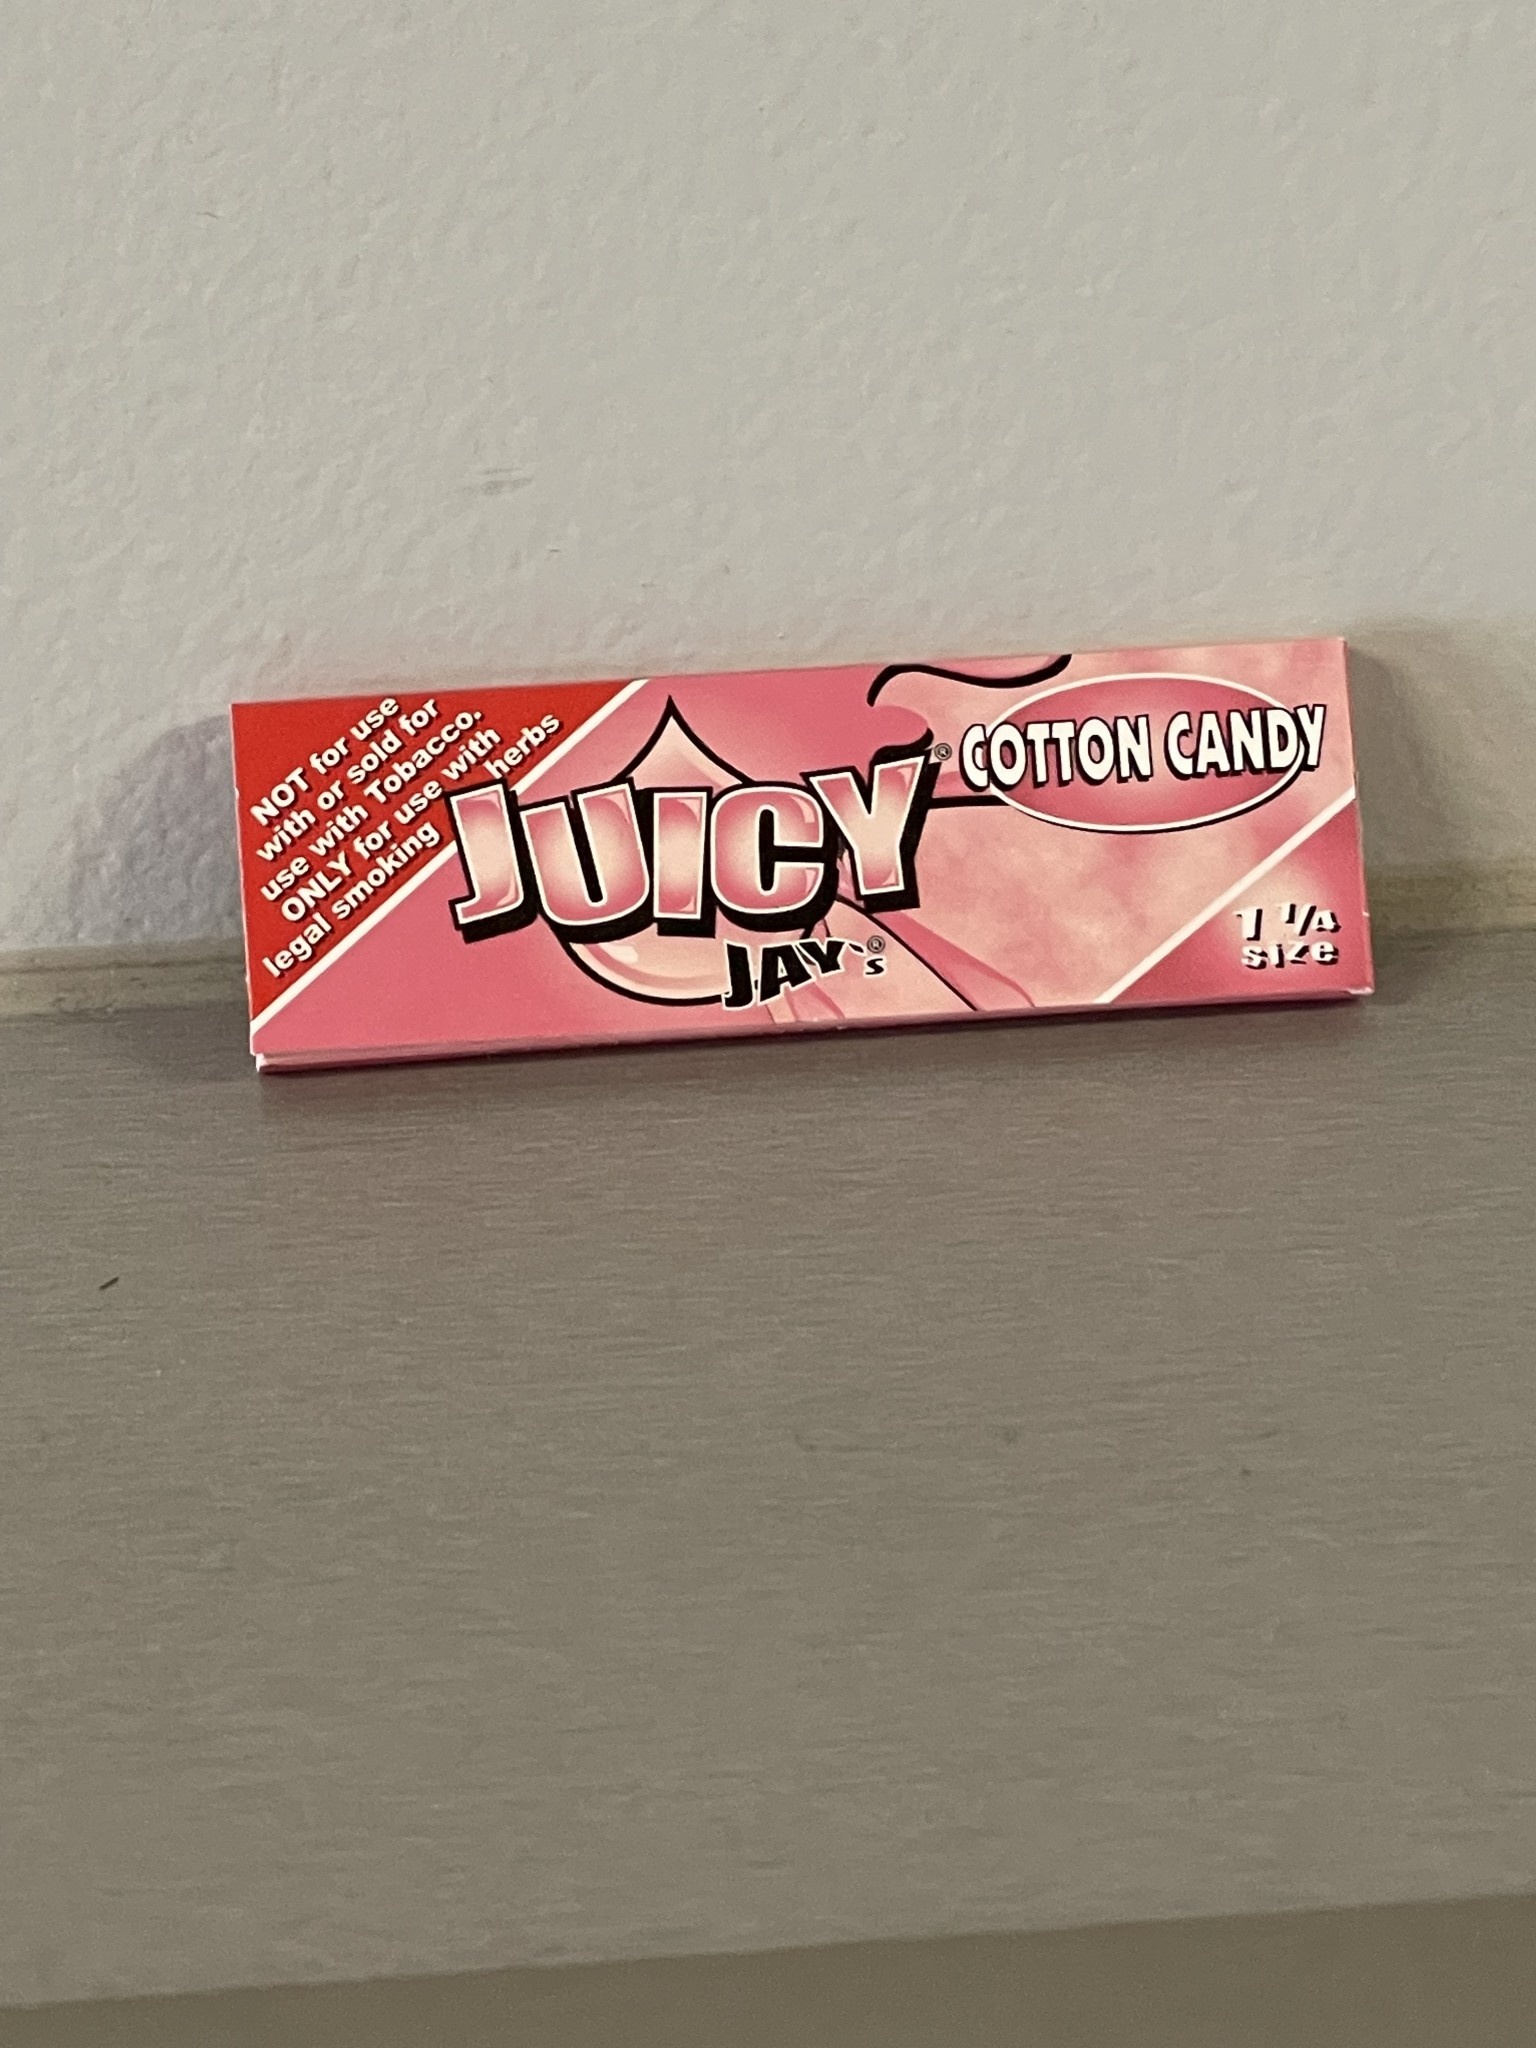 NOT for use
with or sold for
use with Tobacco.
ONLY for use with
legal smoking herbs
JUICY®
JAY's®
COTTON CANDY
1 1/4
size